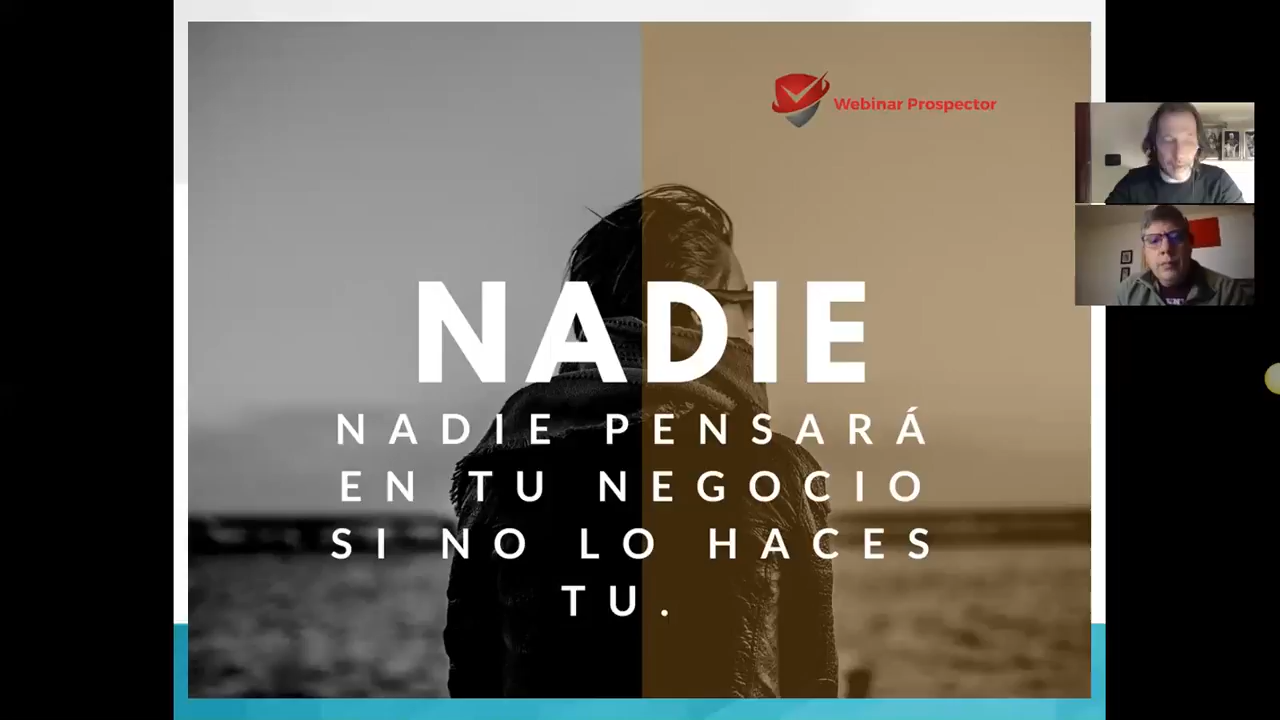 Webinar Prospector
NADIE
NADIE PENSARÁ
EN TU NEGOCIO
SI NO LO HACES
TU.